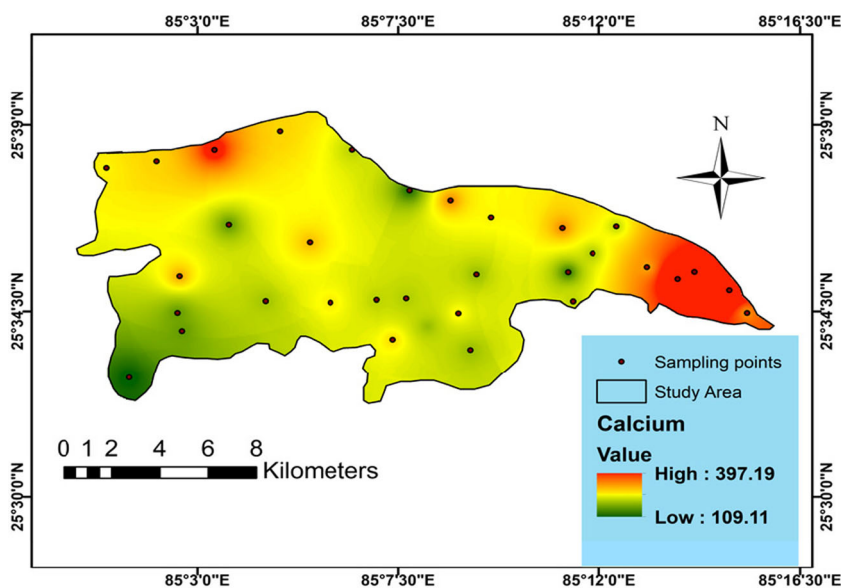 85°3'0"E 85°7'30"E 85°12'0"E 85°16'30"E
25°39'0"N 25°39'0"N
N
25°34'30"N 25°34'30"N
Sampling points
Study Area
Calcium
Value
High : 397.19
Low : 109.11
0 1 2 4 6 8
Kilometers
25°30'0"N 25°30'0"N
85°3'0"E 85°7'30"E 85°12'0"E 85°16'30"E